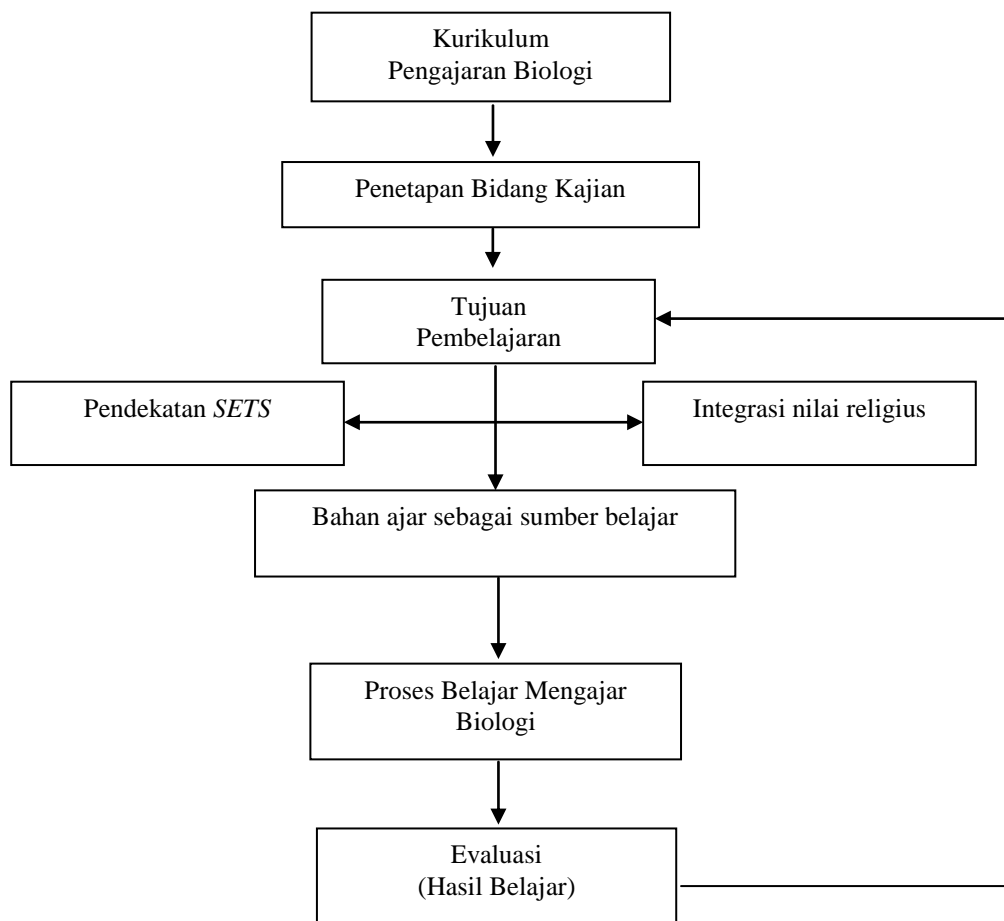 Kurikulum
Pengajaran Biologi
Penetapan Bidang Kajian
Tujuan
Pembelajaran
Pendekatan SETS
Integrasi nilai religius
Bahan ajar sebagai sumber belajar
Proses Belajar Mengajar
Biologi
Evaluasi
(Hasil Belajar)